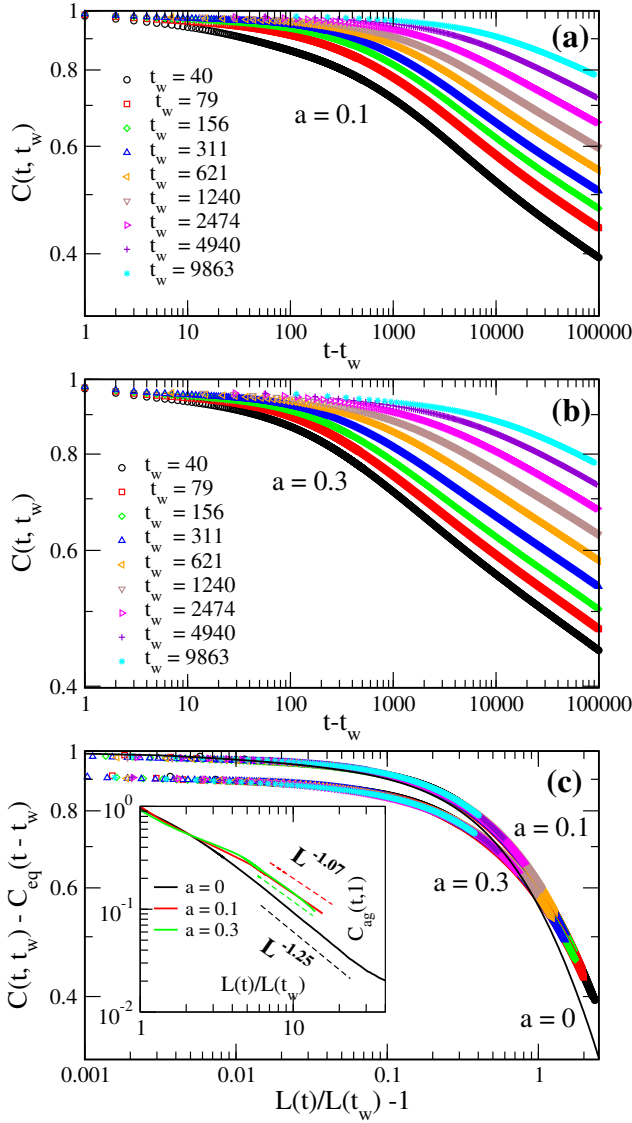 (a)
C(t, t_w)
1
0.8
0.6
0.4
t_w = 40
t_w = 79
t_w = 156
t_w = 311
t_w = 621
t_w = 1240
t_w = 2474
t_w = 4940
t_w = 9863
a = 0.1
1 10 100 1000 10000 100000
t-t_w
(b)
C(t, t_w)
1
0.8
0.6
0.4
t_w = 40
t_w = 79
t_w = 156
t_w = 311
t_w = 621
t_w = 1240
t_w = 2474
t_w = 4940
t_w = 9863
a = 0.3
1 10 100 1000 10000 100000
t-t_w
(c)
C(t, t_w) - C_eq(t - t_w)
1
0.8
0.6
0.4
a = 0.1
a = 0.3
a = 0
10^0
10^-1
10^-2
L^-1.07
L^-1.25
C_ag(t,1)
a = 0
a = 0.1
a = 0.3
L(t)/L(t_w)
1 10
0.001 0.01 0.1 1
L(t)/L(t_w) -1